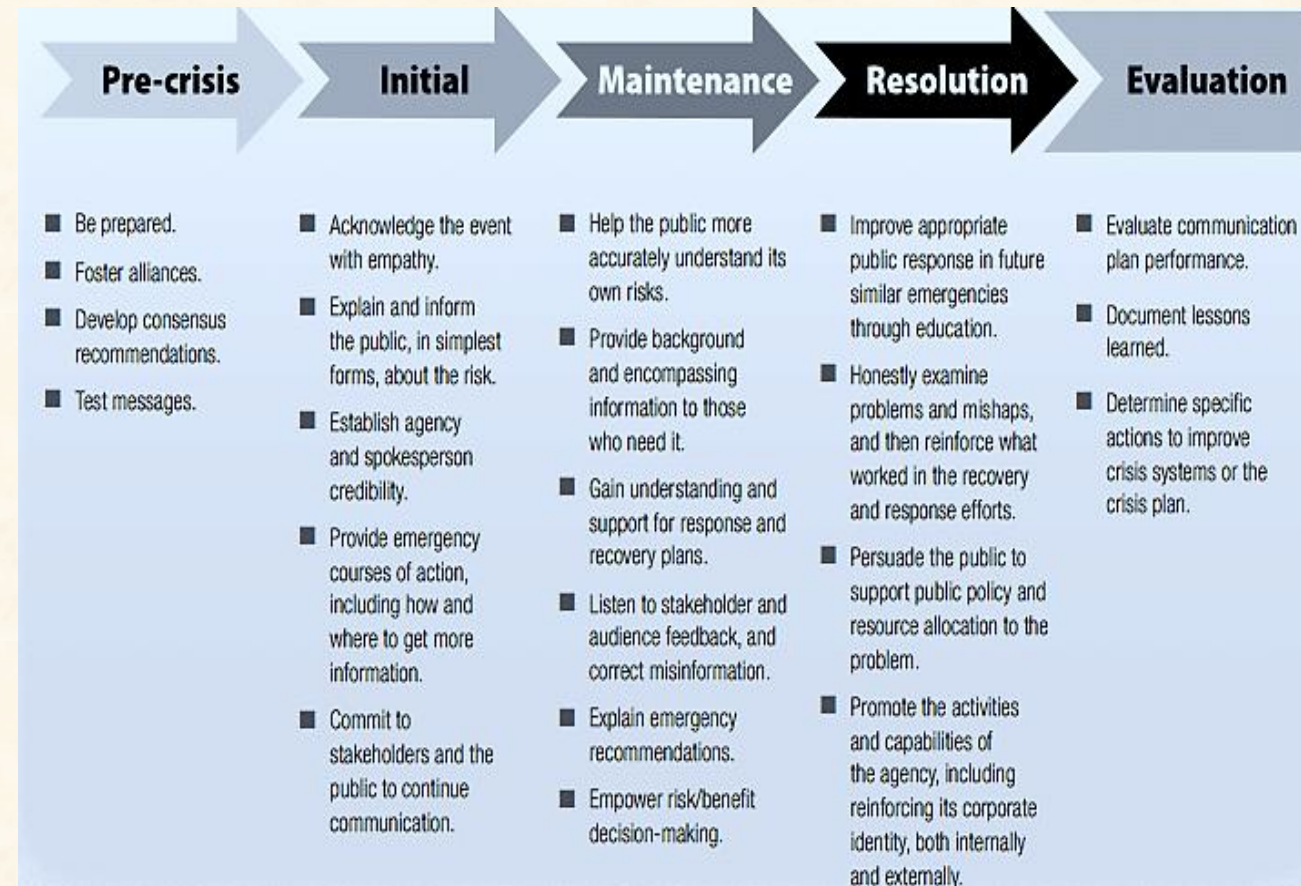 Pre-crisis
Be prepared.
Foster alliances.
Develop consensus
recommendations.
Test messages.
Initial
Acknowledge the event
with empathy.
Explain and inform
the public, in simplest
forms, about the risk.
Establish agency
and spokesperson
credibility.
Provide emergency
courses of action,
including how and
where to get more
information.
Commit to
stakeholders and the
public to continue
communication.
Maintenance
Help the public more
accurately understand its
own risks.
Provide background
and encompassing
information to those
who need it.
Gain understanding and
support for response and
recovery plans.
Listen to stakeholder and
audience feedback, and
correct misinformation.
Explain emergency
recommendations.
Empower risk/benefit
decision-making.
Resolution
Improve appropriate
public response in future
similar emergencies
through education.
Honestly examine
problems and mishaps,
and then reinforce what
worked in the recovery
and response efforts.
Persuade the public to
support public policy and
resource allocation to the
problem.
Promote the activities
and capabilities of
the agency, including
reinforcing its corporate
identity, both internally
and externally.
Evaluation
Evaluate communication
plan performance.
Document lessons
learned.
Determine specific
actions to improve
crisis systems or the
crisis plan.